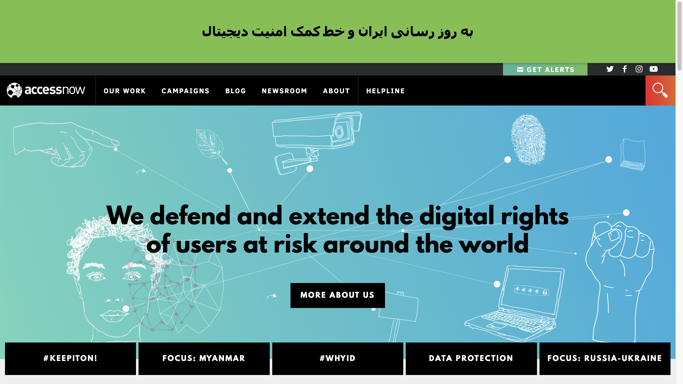 به روز رسانی ایران و خط کمک امنیت دیجیتال
GET ALERTS
accessnow
OUR WORK
CAMPAIGNS
BLOG
NEWSROOM
ABOUT
HELPLINE
We defend and extend the digital rights
of users at risk around the world
MORE ABOUT US
#KEEPITON!
FOCUS: MYANMAR
#WHYID
DATA PROTECTION
FOCUS: RUSSIA-UKRAINE